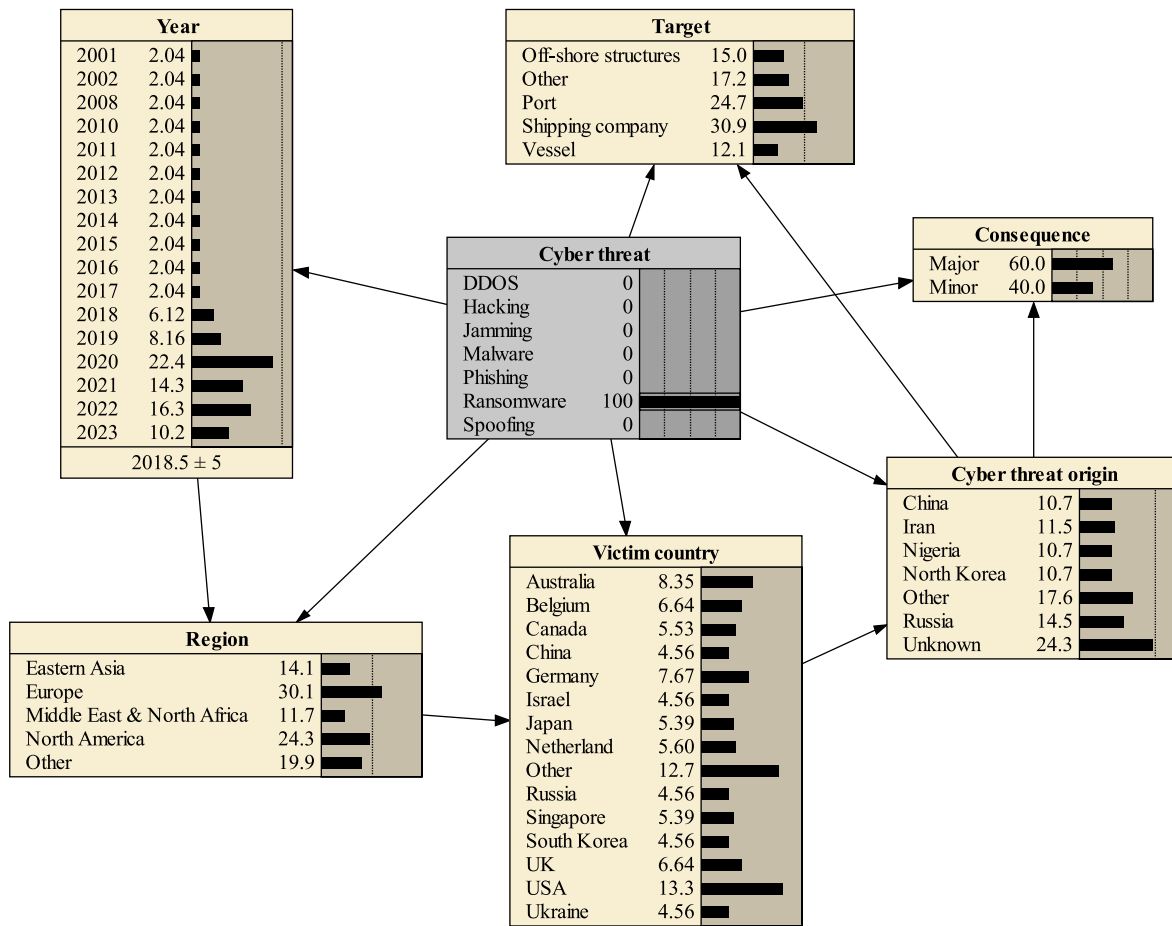 Year
2001 2.04
2002 2.04
2008 2.04
2010 2.04
2011 2.04
2012 2.04
2013 2.04
2014 2.04
2015 2.04
2016 2.04
2017 2.04
2018 6.12
2019 8.16
2020 22.4
2021 14.3
2022 16.3
2023 10.2
2018.5 ± 5
Target
Off-shore structures 15.0
Other 17.2
Port 24.7
Shipping company 30.9
Vessel 12.1
Cyber threat
DDOS 0
Hacking 0
Jamming 0
Malware 0
Phishing 0
Ransomware 100
Spoofing 0
Consequence
Major 60.0
Minor 40.0
Cyber threat origin
China 10.7
Iran 11.5
Nigeria 10.7
North Korea 10.7
Other 17.6
Russia 14.5
Unknown 24.3
Region
Eastern Asia 14.1
Europe 30.1
Middle East & North Africa 11.7
North America 24.3
Other 19.9
Victim country
Australia 8.35
Belgium 6.64
Canada 5.53
China 4.56
Germany 7.67
Israel 4.56
Japan 5.39
Netherland 5.60
Other 12.7
Russia 4.56
Singapore 5.39
South Korea 4.56
UK 6.64
USA 13.3
Ukraine 4.56